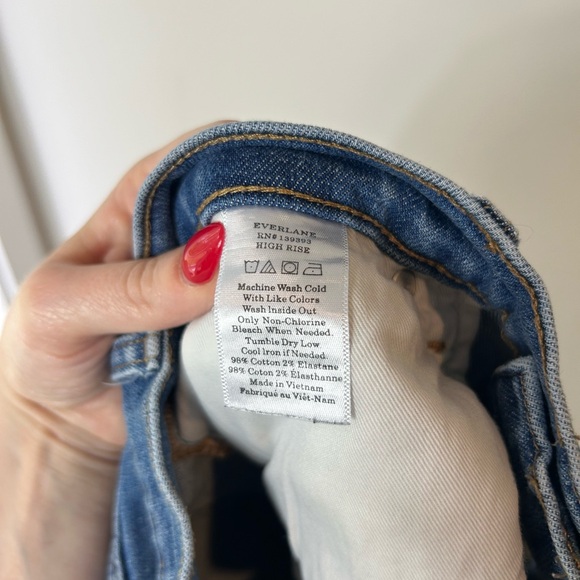 EVERLANE
RN# 139393
HIGH RISE
Machine Wash Cold
With Like Colors
Wash Inside Out
Only Non-Chlorine
Bleach When Needed.
Tumble Dry Low
Cool Iron if Needed
98% Cotton 2% Elastane
98% Coton 2% Élasthanne
Made in Vietnam
Fabriqué au Viêt-Nam